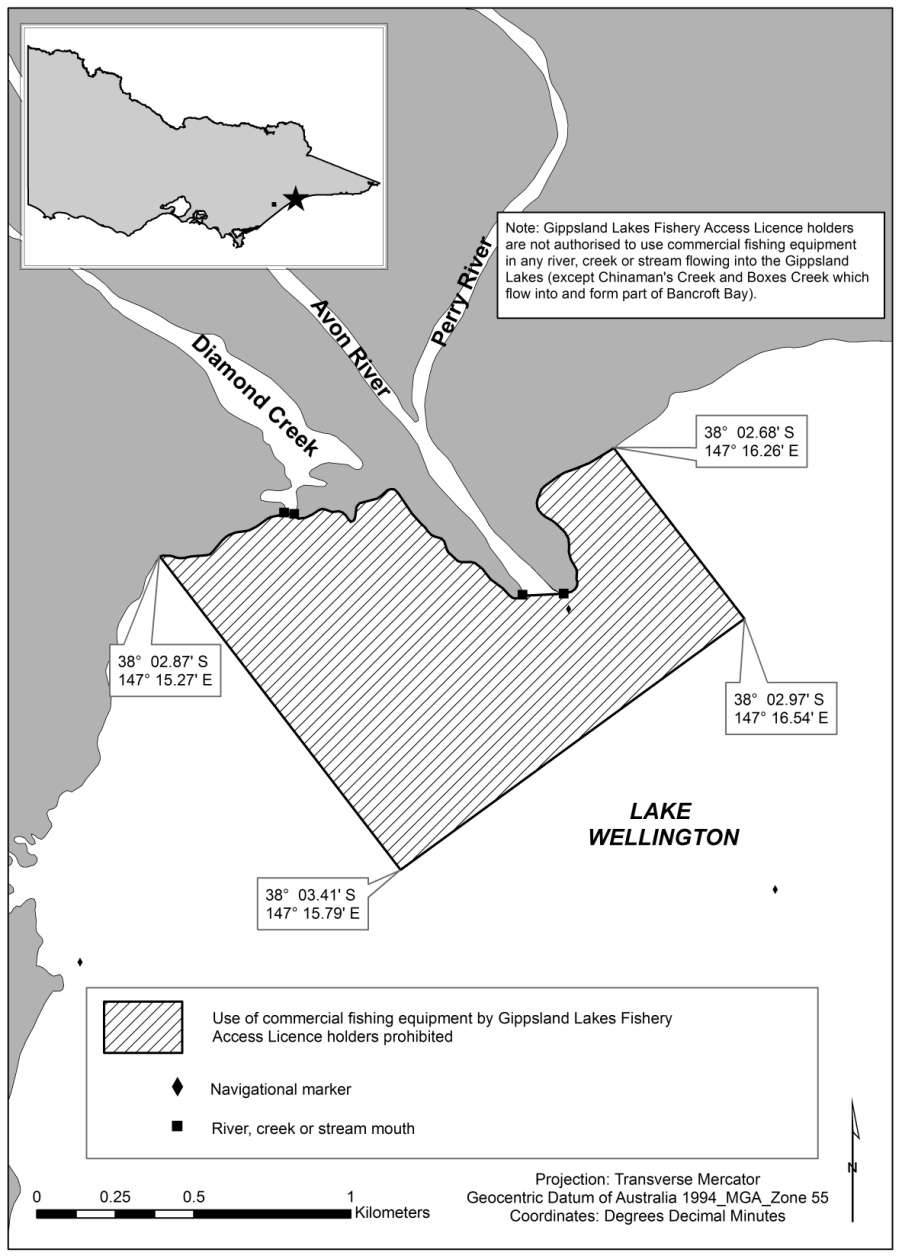 Note: Gippsland Lakes Fishery Access Licence holders
are not authorised to use commercial fishing equipment
in any river, creek or stream flowing into the Gippsland
Lakes (except Chinaman's Creek and Boxes Creek which
flow into and form part of Bancroft Bay).
Perry River
Avon River
Diamond Creek
38° 02.68' S
147° 16.26' E
38° 02.87' S
147° 15.27' E
38° 02.97' S
147° 16.54' E
LAKE
WELLINGTON
38° 03.41' S
147° 15.79' E
Use of commercial fishing equipment by Gippsland Lakes Fishery
Access Licence holders prohibited
Navigational marker
River, creek or stream mouth
N
0 0.25 0.5 1
Kilometers
Projection: Transverse Mercator
Geocentric Datum of Australia 1994_MGA_Zone 55
Coordinates: Degrees Decimal Minutes